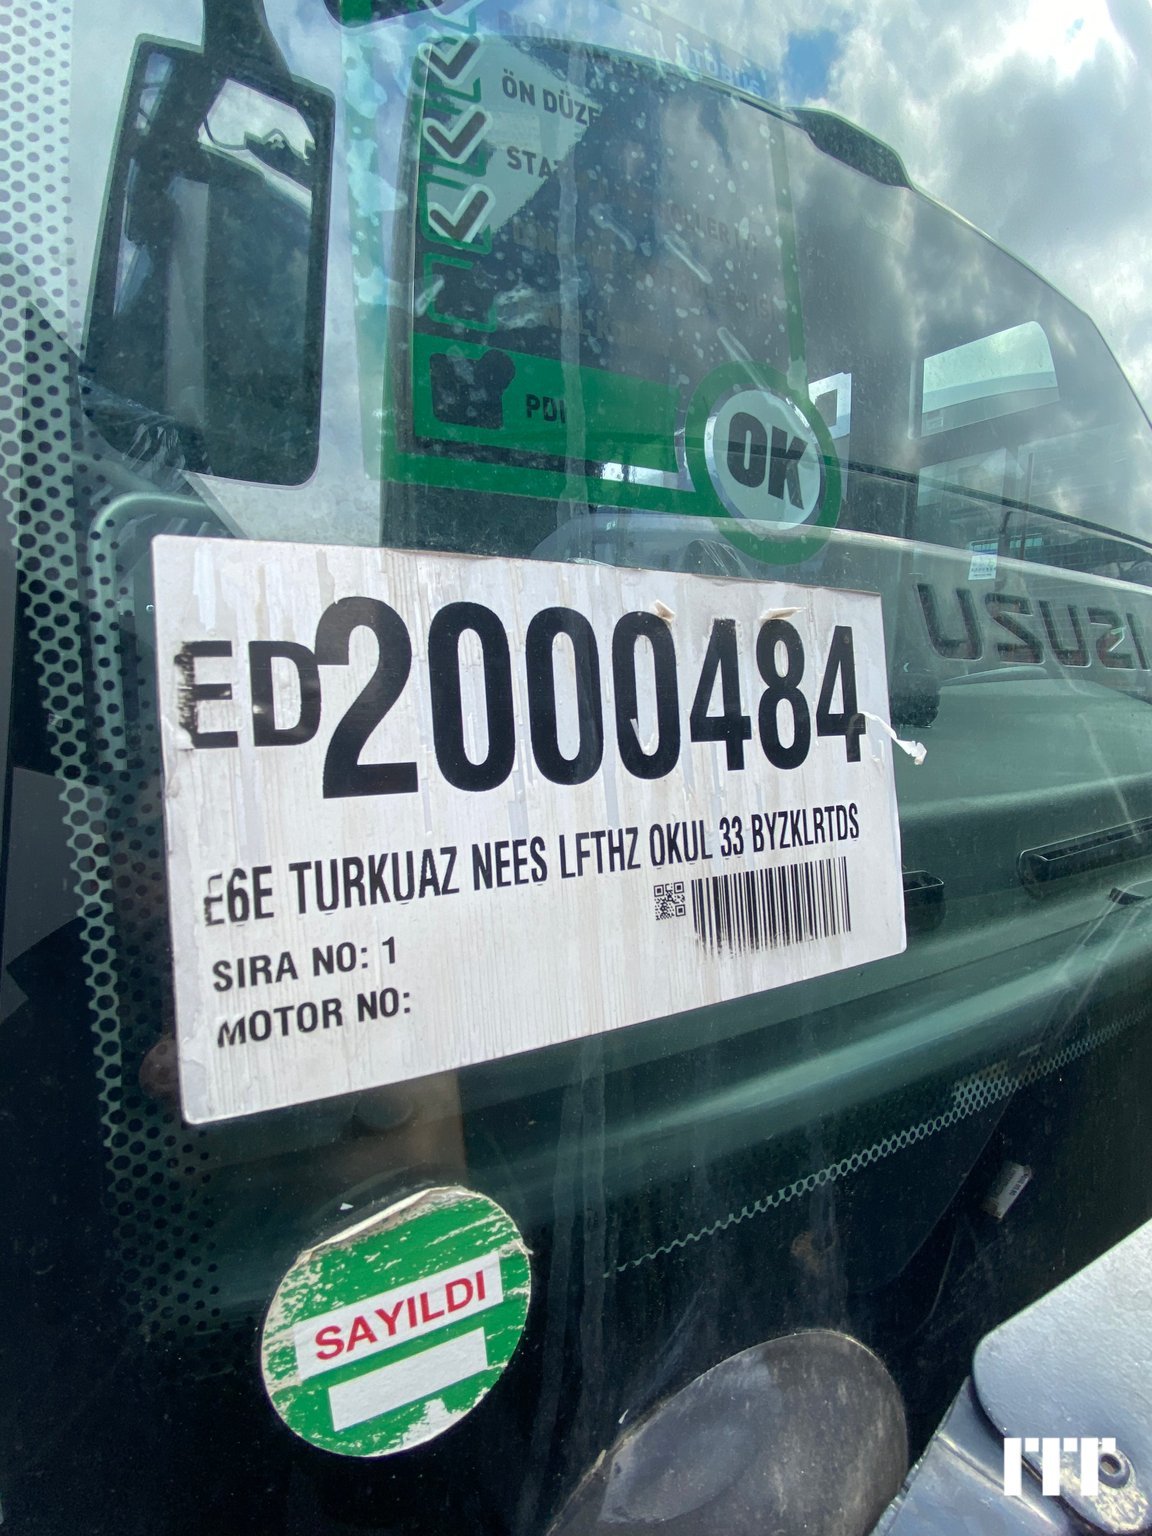 ÖN DÜZE
STA
PDI
OK
ISUZU
ED2000484
E6E TURKUAZ NEES LFTHZ OKUL 33 BYZKLRTDS
SIRA NO: 1
MOTOR NO:
SAYILDI